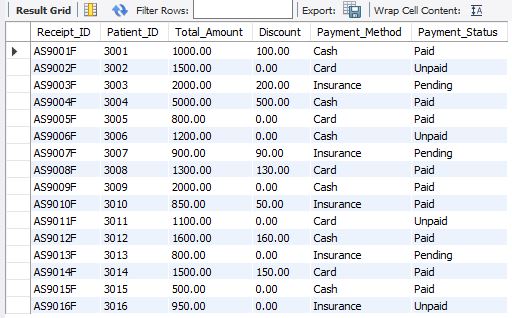 Result Grid Filter Rows: Export: Wrap Cell Content:
Receipt_ID Patient_ID Total_Amount Discount Payment_Method Payment_Status
AS9001F 3001 1000.00 100.00 Cash Paid
AS9002F 3002 1500.00 0.00 Card Unpaid
AS9003F 3003 2000.00 200.00 Insurance Pending
AS9004F 3004 5000.00 500.00 Cash Paid
AS9005F 3005 800.00 0.00 Card Paid
AS9006F 3006 1200.00 0.00 Cash Unpaid
AS9007F 3007 900.00 90.00 Insurance Pending
AS9008F 3008 1300.00 130.00 Card Paid
AS9009F 3009 2000.00 0.00 Cash Paid
AS9010F 3010 850.00 50.00 Insurance Paid
AS9011F 3011 1100.00 0.00 Card Unpaid
AS9012F 3012 1600.00 160.00 Cash Paid
AS9013F 3013 800.00 0.00 Insurance Pending
AS9014F 3014 1500.00 150.00 Card Paid
AS9015F 3015 500.00 0.00 Cash Paid
AS9016F 3016 950.00 0.00 Insurance Unpaid